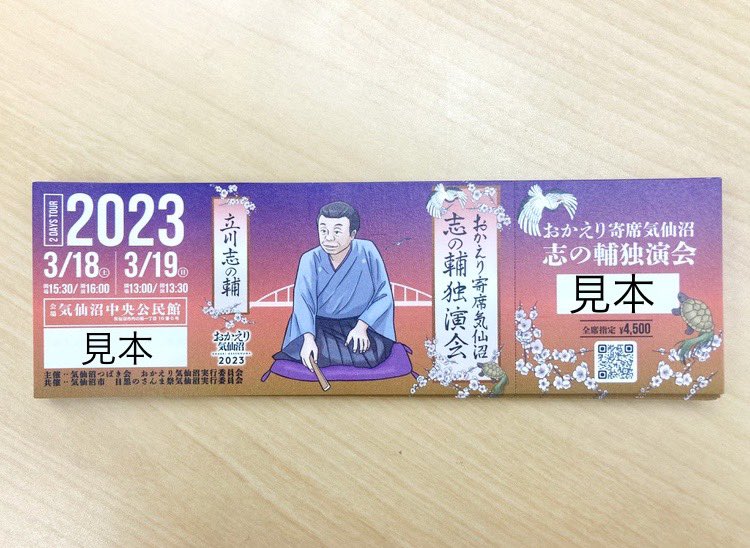 2 DAYS TOUR
2023
3/18(土) 3/19(日)
開場15:30/開演16:00 開場13:00/開演13:30
会場 気仙沼中央公民館
見本
主催：気仙沼つばき会 おかえり気仙沼実行委員会
共催：気仙沼市 目黒のさんま祭気仙沼実行委員会
立川志の輔
おかえり
気仙沼
2023
おかえり寄席気仙沼
志の輔独演会
おかえり寄席気仙沼
志の輔独演会
見本
全席指定 ¥4,500